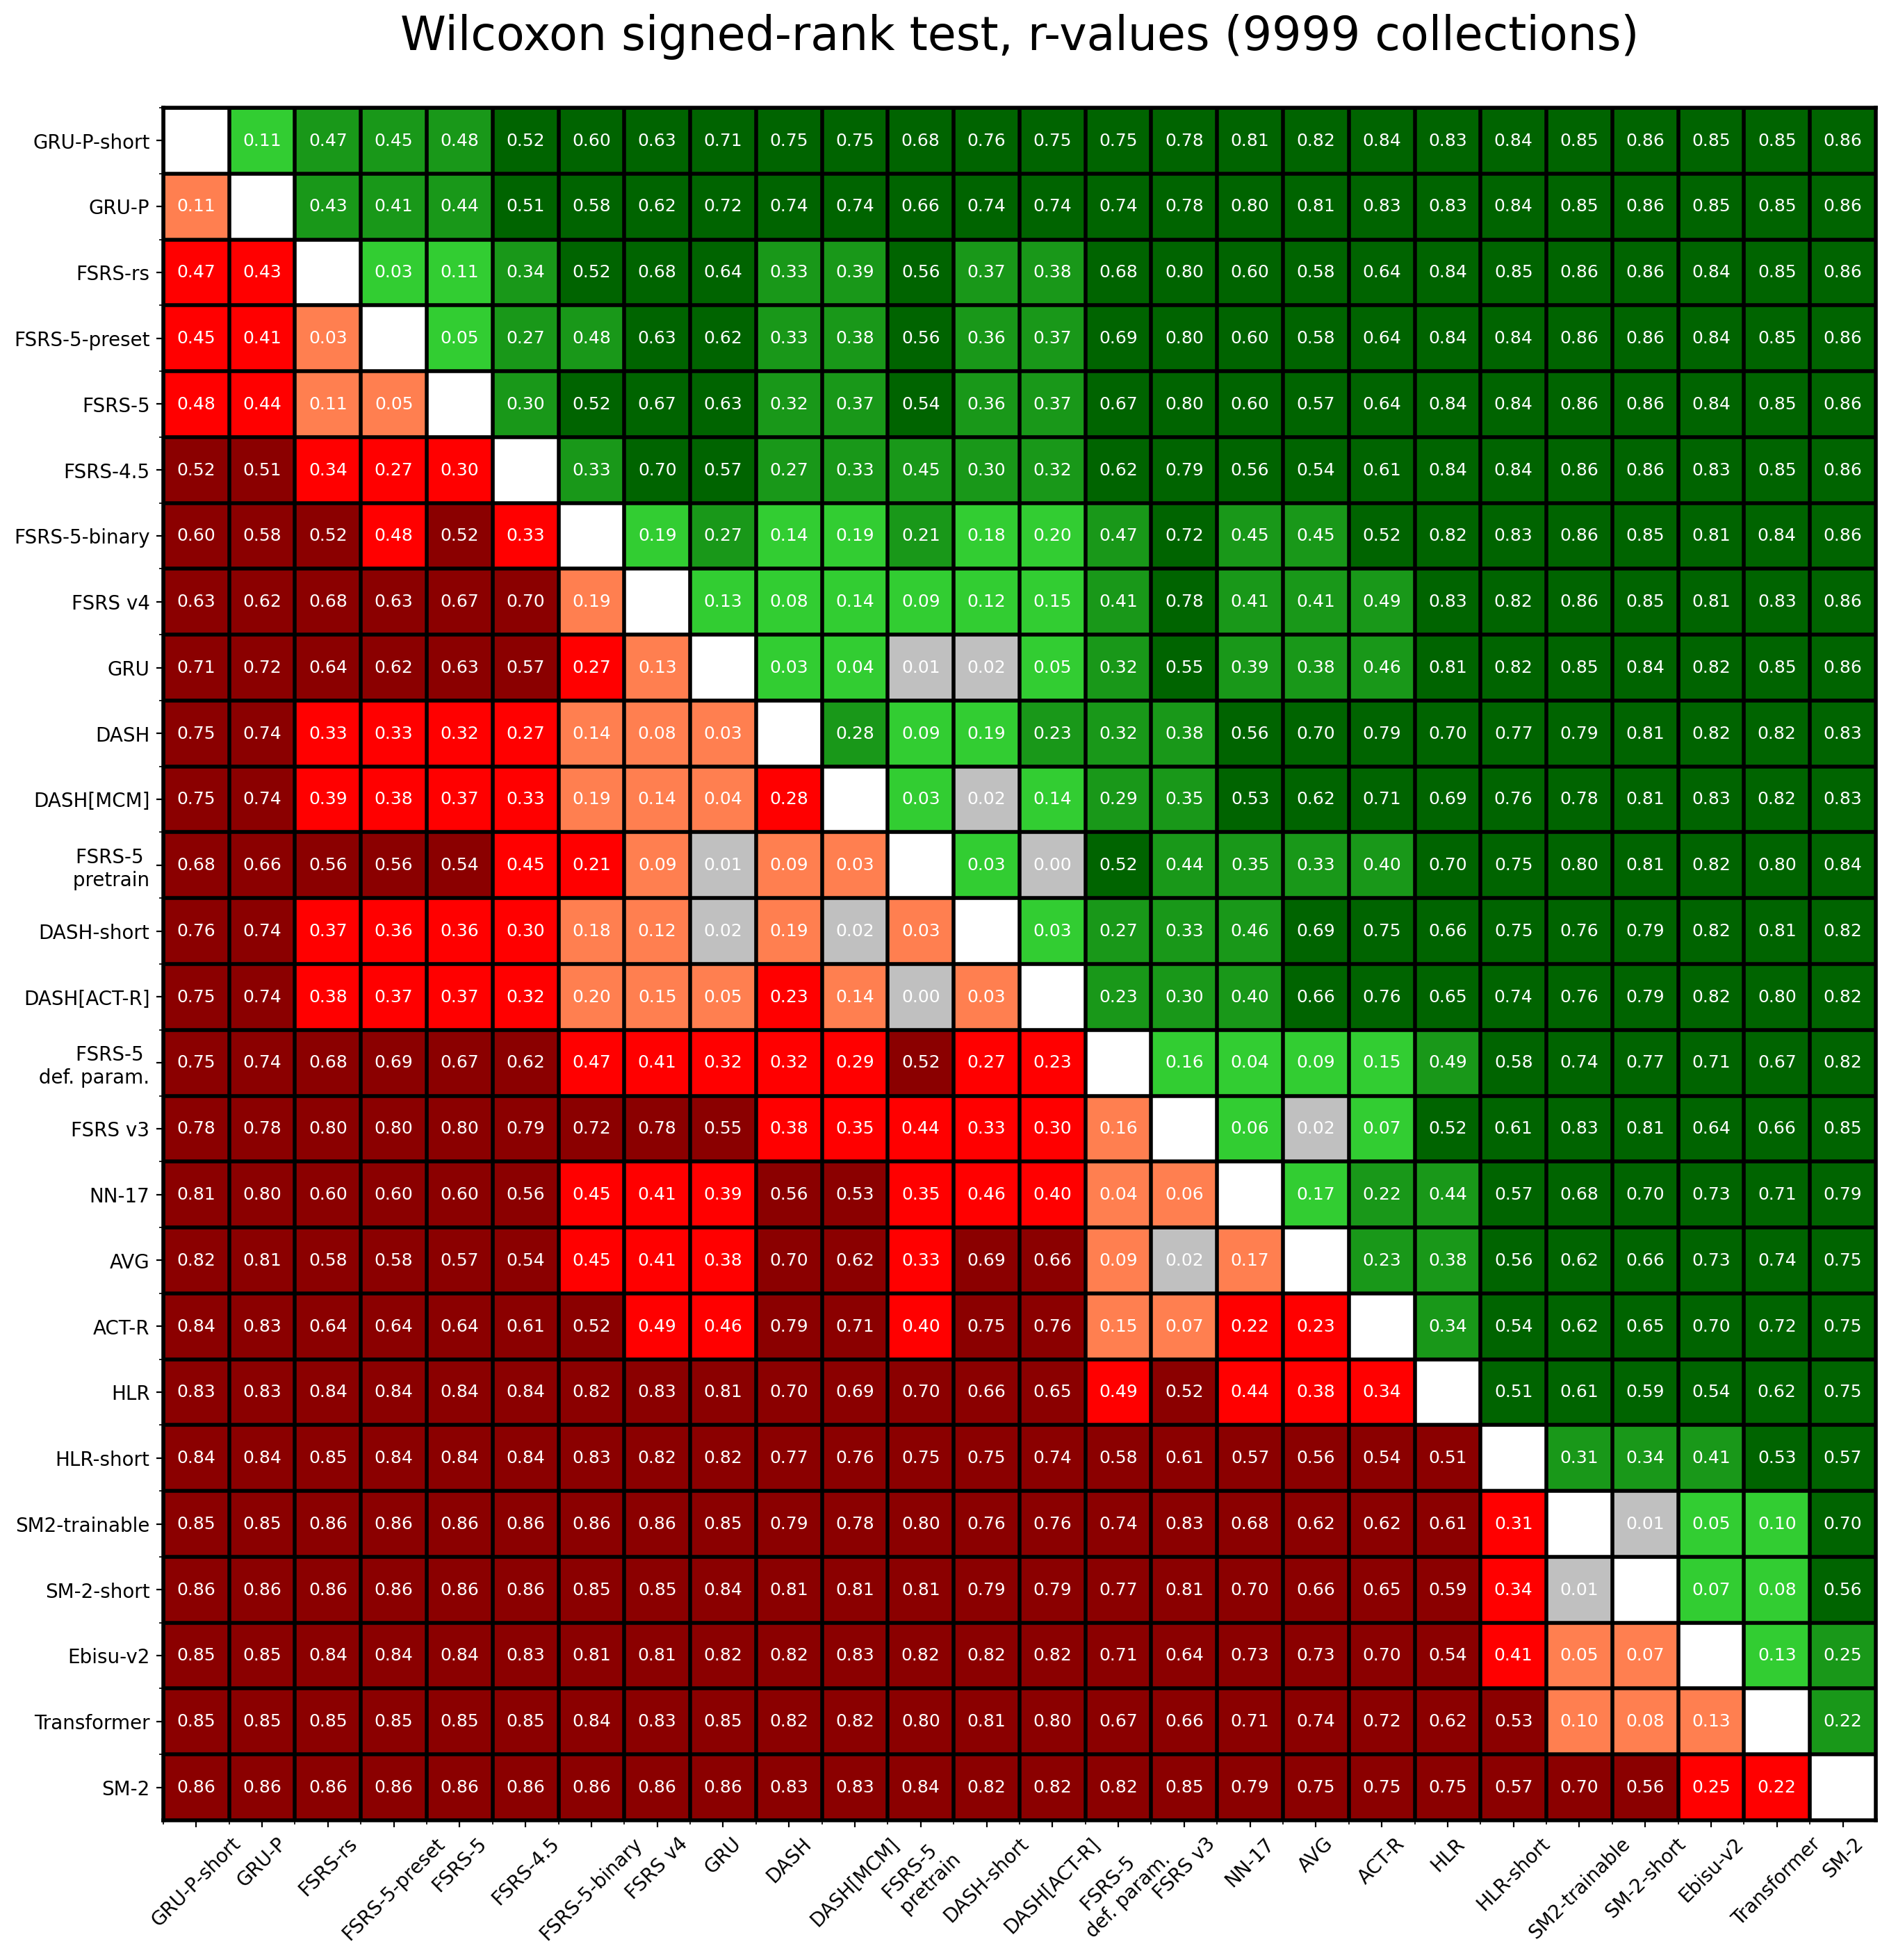 Wilcoxon signed-rank test, r-values (9999 collections)
GRU-P-short 0.11 0.47 0.45 0.48 0.52 0.60 0.63 0.71 0.75 0.75 0.68 0.76 0.75 0.75 0.78 0.81 0.82 0.84 0.83 0.84 0.85 0.86 0.85 0.85 0.86
GRU-P 0.11 0.43 0.41 0.44 0.51 0.58 0.62 0.72 0.74 0.74 0.66 0.74 0.74 0.74 0.78 0.80 0.81 0.83 0.83 0.84 0.85 0.86 0.85 0.85 0.86
FSRS-rs 0.47 0.43 0.03 0.11 0.34 0.52 0.68 0.64 0.33 0.39 0.56 0.37 0.38 0.68 0.80 0.60 0.58 0.64 0.84 0.85 0.86 0.86 0.84 0.85 0.86
FSRS-5-preset 0.45 0.41 0.03 0.05 0.27 0.48 0.63 0.62 0.33 0.38 0.56 0.36 0.37 0.69 0.80 0.60 0.58 0.64 0.84 0.84 0.86 0.86 0.84 0.85 0.86
FSRS-5 0.48 0.44 0.11 0.05 0.30 0.52 0.67 0.63 0.32 0.37 0.54 0.36 0.37 0.67 0.80 0.60 0.57 0.64 0.84 0.84 0.86 0.86 0.84 0.85 0.86
FSRS-4.5 0.52 0.51 0.34 0.27 0.30 0.33 0.70 0.57 0.27 0.33 0.45 0.30 0.32 0.62 0.79 0.56 0.54 0.61 0.84 0.84 0.86 0.86 0.83 0.85 0.86
FSRS-5-binary 0.60 0.58 0.52 0.48 0.52 0.33 0.19 0.27 0.14 0.19 0.21 0.18 0.20 0.47 0.72 0.45 0.45 0.52 0.82 0.83 0.86 0.85 0.81 0.84 0.86
FSRS v4 0.63 0.62 0.68 0.63 0.67 0.70 0.19 0.13 0.08 0.14 0.09 0.12 0.15 0.41 0.78 0.41 0.41 0.49 0.83 0.82 0.86 0.85 0.81 0.83 0.86
GRU 0.71 0.72 0.64 0.62 0.63 0.57 0.27 0.13 0.03 0.04 0.01 0.02 0.05 0.32 0.55 0.39 0.38 0.46 0.81 0.82 0.85 0.84 0.82 0.85 0.86
DASH 0.75 0.74 0.33 0.33 0.32 0.27 0.14 0.08 0.03 0.28 0.09 0.19 0.23 0.32 0.38 0.56 0.70 0.79 0.70 0.77 0.79 0.81 0.82 0.82 0.83
DASH[MCM] 0.75 0.74 0.39 0.38 0.37 0.33 0.19 0.14 0.04 0.28 0.03 0.02 0.14 0.29 0.35 0.53 0.62 0.71 0.69 0.76 0.78 0.81 0.83 0.82 0.83
FSRS-5
pretrain 0.68 0.66 0.56 0.56 0.54 0.45 0.21 0.09 0.01 0.09 0.03 0.03 0.00 0.52 0.44 0.35 0.33 0.40 0.70 0.75 0.80 0.81 0.82 0.80 0.84
DASH-short 0.76 0.74 0.37 0.36 0.36 0.30 0.18 0.12 0.02 0.19 0.02 0.03 0.03 0.27 0.33 0.46 0.69 0.75 0.66 0.75 0.76 0.79 0.82 0.81 0.82
DASH[ACT-R] 0.75 0.74 0.38 0.37 0.37 0.32 0.20 0.15 0.05 0.23 0.14 0.00 0.03 0.23 0.30 0.40 0.66 0.76 0.65 0.74 0.76 0.79 0.82 0.80 0.82
FSRS-5
def. param. 0.75 0.74 0.68 0.69 0.67 0.62 0.47 0.41 0.32 0.32 0.29 0.52 0.27 0.23 0.16 0.04 0.09 0.15 0.49 0.58 0.74 0.77 0.71 0.67 0.82
FSRS v3 0.78 0.78 0.80 0.80 0.80 0.79 0.72 0.78 0.55 0.38 0.35 0.44 0.33 0.30 0.16 0.06 0.02 0.07 0.52 0.61 0.83 0.81 0.64 0.66 0.85
NN-17 0.81 0.80 0.60 0.60 0.60 0.56 0.45 0.41 0.39 0.56 0.53 0.35 0.46 0.40 0.04 0.06 0.17 0.22 0.44 0.57 0.68 0.70 0.73 0.71 0.79
AVG 0.82 0.81 0.58 0.58 0.57 0.54 0.45 0.41 0.38 0.70 0.62 0.33 0.69 0.66 0.09 0.02 0.17 0.23 0.38 0.56 0.62 0.66 0.73 0.74 0.75
ACT-R 0.84 0.83 0.64 0.64 0.64 0.61 0.52 0.49 0.46 0.79 0.71 0.40 0.75 0.76 0.15 0.07 0.22 0.23 0.34 0.54 0.62 0.65 0.70 0.72 0.75
HLR 0.83 0.83 0.84 0.84 0.84 0.84 0.82 0.83 0.81 0.70 0.69 0.70 0.66 0.65 0.49 0.52 0.44 0.38 0.34 0.51 0.61 0.59 0.54 0.62 0.75
HLR-short 0.84 0.84 0.85 0.84 0.84 0.84 0.83 0.82 0.82 0.77 0.76 0.75 0.75 0.74 0.58 0.61 0.57 0.56 0.54 0.51 0.31 0.34 0.41 0.53 0.57
SM2-trainable 0.85 0.85 0.86 0.86 0.86 0.86 0.86 0.86 0.85 0.79 0.78 0.80 0.76 0.76 0.74 0.83 0.68 0.62 0.62 0.61 0.31 0.01 0.05 0.10 0.70
SM-2-short 0.86 0.86 0.86 0.86 0.86 0.86 0.85 0.85 0.84 0.81 0.81 0.81 0.79 0.79 0.77 0.81 0.70 0.66 0.65 0.59 0.34 0.01 0.07 0.08 0.56
Ebisu-v2 0.85 0.85 0.84 0.84 0.84 0.83 0.81 0.81 0.82 0.82 0.83 0.82 0.82 0.82 0.71 0.64 0.73 0.73 0.70 0.54 0.41 0.05 0.07 0.13 0.25
Transformer 0.85 0.85 0.85 0.85 0.85 0.85 0.84 0.83 0.85 0.82 0.82 0.80 0.81 0.80 0.67 0.66 0.71 0.74 0.72 0.62 0.53 0.10 0.08 0.13 0.22
SM-2 0.86 0.86 0.86 0.86 0.86 0.86 0.86 0.86 0.86 0.83 0.83 0.84 0.82 0.82 0.82 0.85 0.79 0.75 0.75 0.75 0.57 0.70 0.56 0.25 0.22
GRU-P-short
GRU-P
FSRS-rs
FSRS-5-preset
FSRS-5
FSRS-4.5
FSRS-5-binary
FSRS v4
GRU
DASH
DASH[MCM]
FSRS-5
pretrain
DASH-short
DASH[ACT-R]
FSRS-5
def. param.
FSRS v3
NN-17
AVG
ACT-R
HLR
HLR-short
SM2-trainable
SM-2-short
Ebisu-v2
Transformer
SM-2